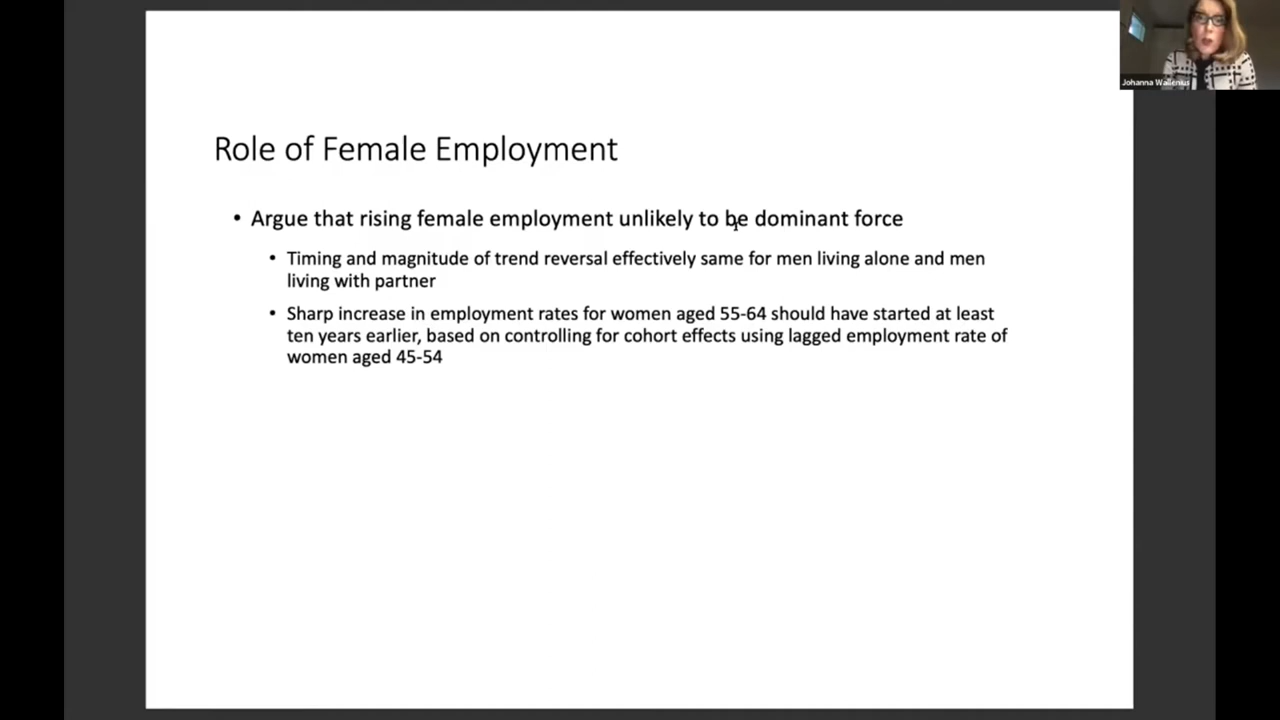 Johanna Wallenius
Role of Female Employment
• Argue that rising female employment unlikely to be dominant force
• Timing and magnitude of trend reversal effectively same for men living alone and men
living with partner
• Sharp increase in employment rates for women aged 55-64 should have started at least
ten years earlier, based on controlling for cohort effects using lagged employment rate of
women aged 45-54